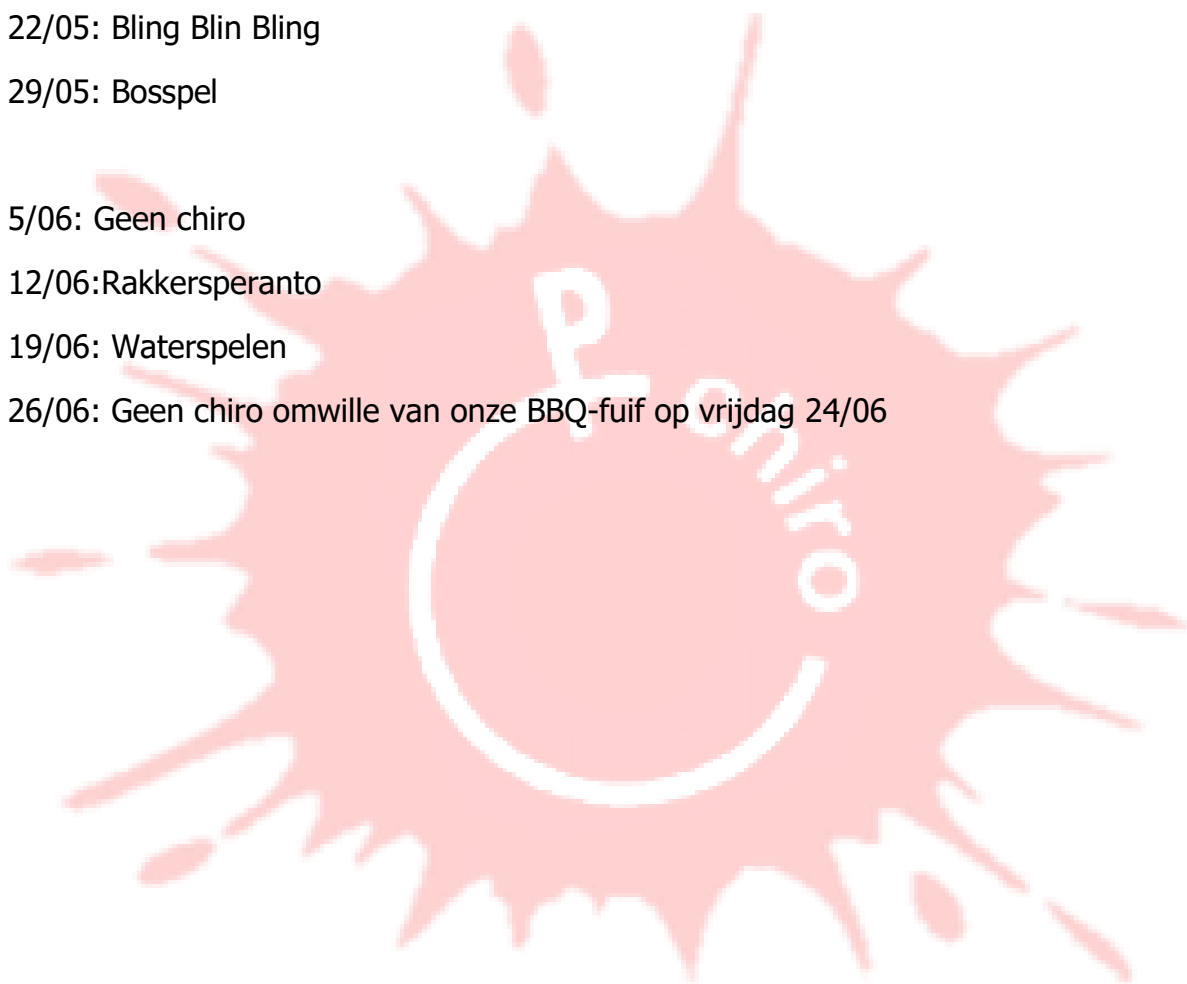 22/05: Bling Blin Bling
29/05: Bosspel
5/06: Geen chiro
12/06:Rakkersperanto
19/06: Waterspelen
26/06: Geen chiro omwille van onze BBQ-fuif op vrijdag 24/06
chiro